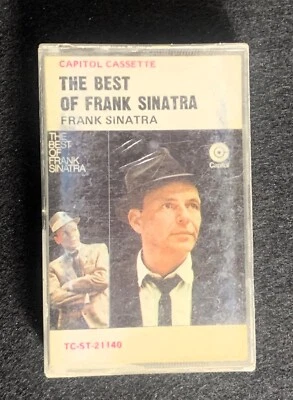 CAPITOL CASSETTE
THE BEST
OF FRANK SINATRA
FRANK SINATRA
THE
BEST
OF
FRANK
SINATRA
Capitol
TC-ST-21140